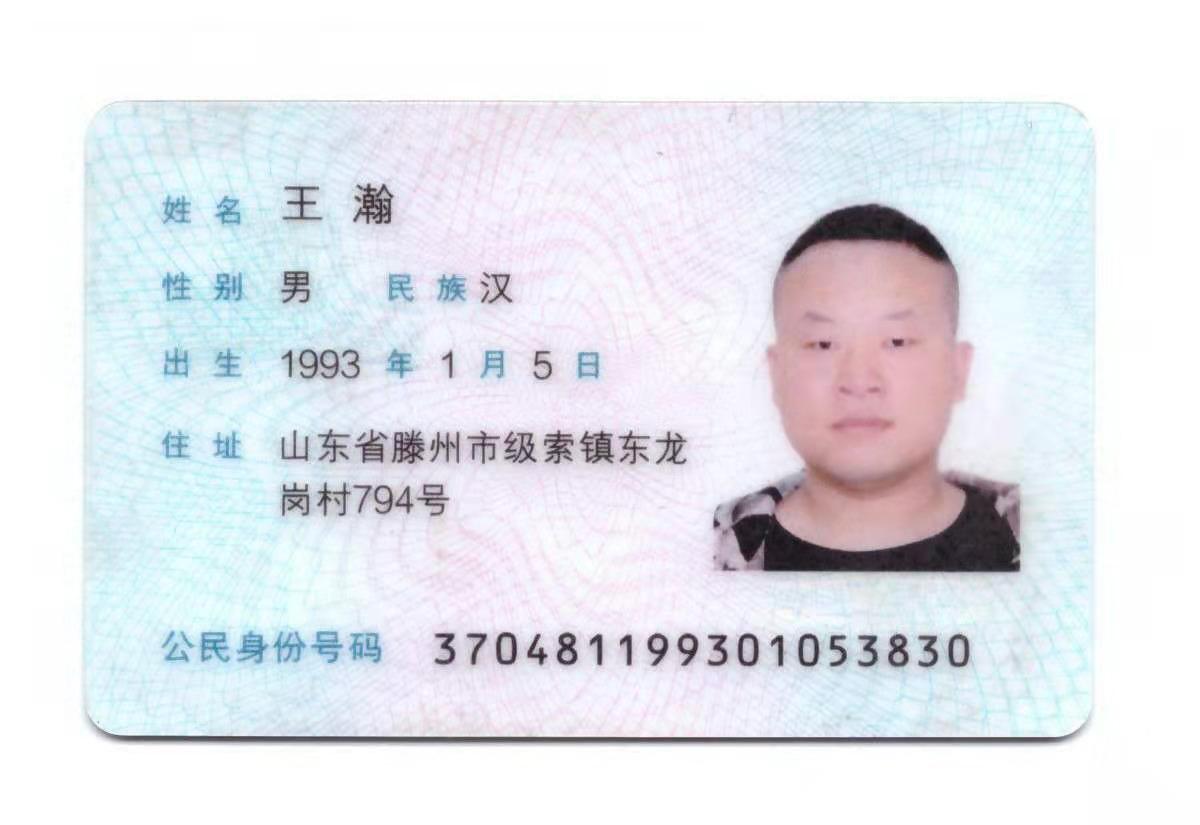 姓名 王瀚
性别 男 民族 汉
出生 1993 年 1 月 5 日
住址 山东省滕州市级索镇东龙
岗村794号
公民身份号码 370481199301053830